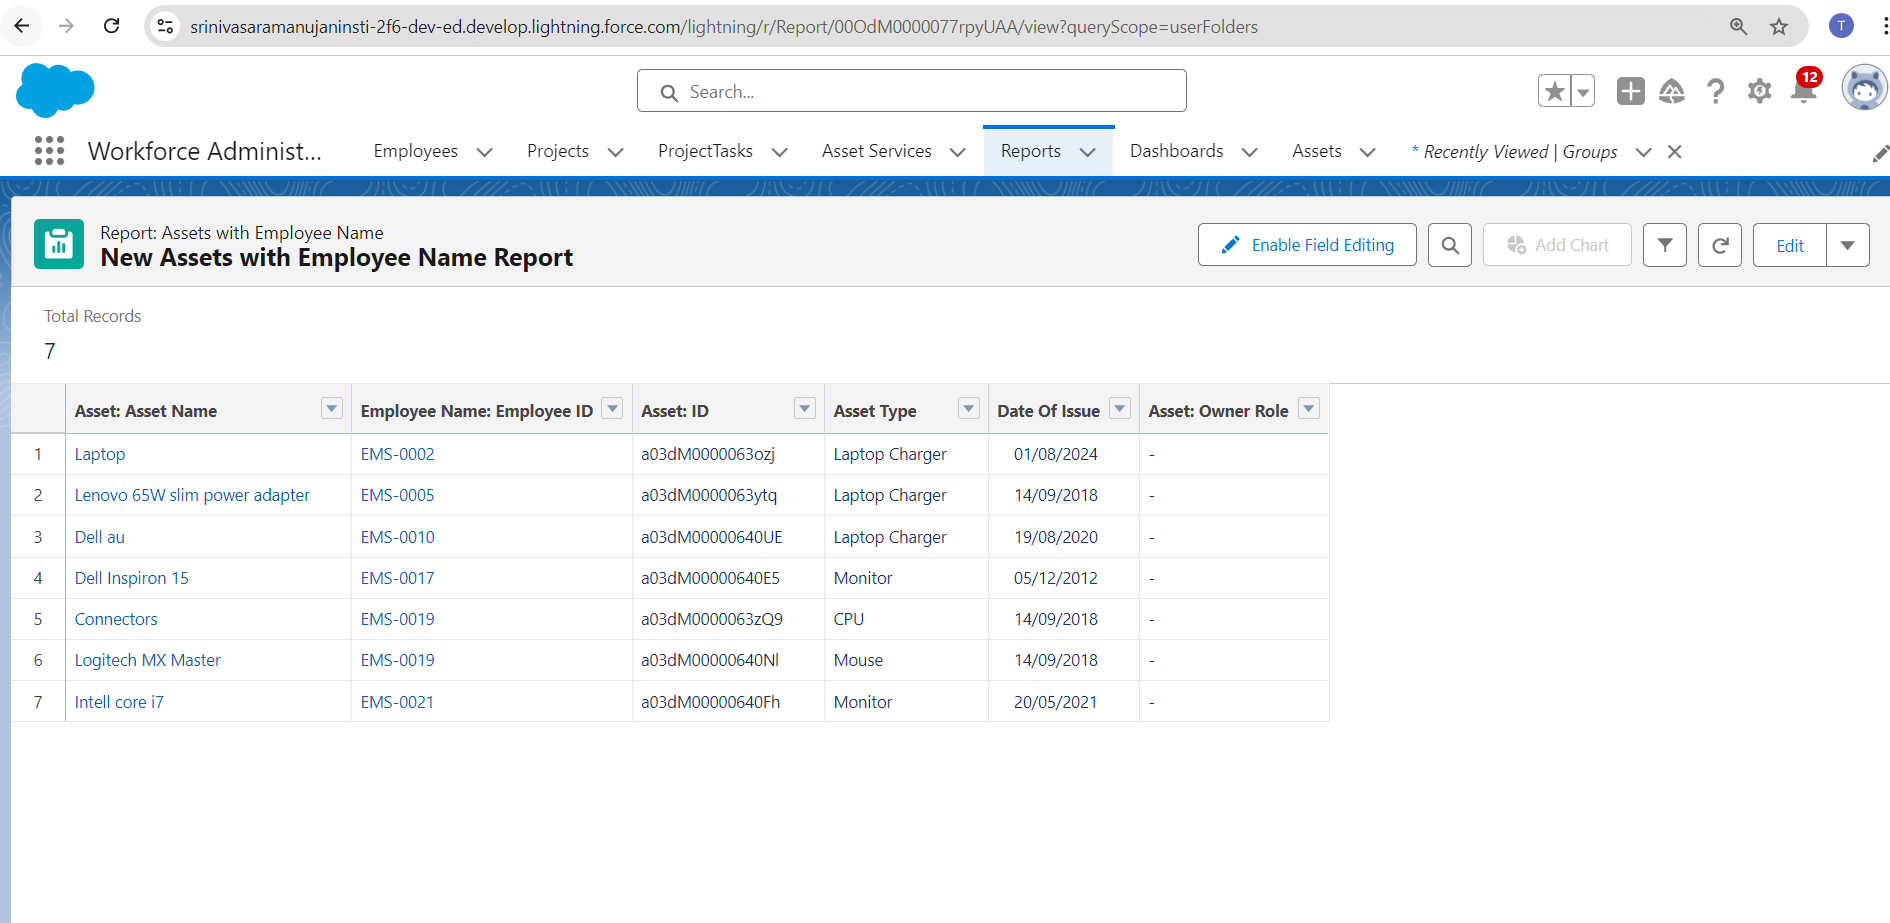 srinivasaramanujaninsti-2f6-dev-ed.develop.lightning.force.com/lightning/r/Report/00OdM0000077rpyUAA/view?queryScope=userFolders
T
Search...
12
Workforce Administ... Employees Projects ProjectTasks Asset Services Reports Dashboards Assets * Recently Viewed | Groups
Report: Assets with Employee Name
New Assets with Employee Name Report
Enable Field Editing Add Chart Edit
Total Records
7
Asset: Asset Name Employee Name: Employee ID Asset: ID Asset Type Date Of Issue Asset: Owner Role
1 Laptop EMS-0002 a03dM0000063ozj Laptop Charger 01/08/2024 -
2 Lenovo 65W slim power adapter EMS-0005 a03dM0000063ytq Laptop Charger 14/09/2018 -
3 Dell au EMS-0010 a03dM00000640UE Laptop Charger 19/08/2020 -
4 Dell Inspiron 15 EMS-0017 a03dM00000640E5 Monitor 05/12/2012 -
5 Connectors EMS-0019 a03dM0000063zQ9 CPU 14/09/2018 -
6 Logitech MX Master EMS-0019 a03dM00000640Nl Mouse 14/09/2018 -
7 Intell core i7 EMS-0021 a03dM00000640Fh Monitor 20/05/2021 -